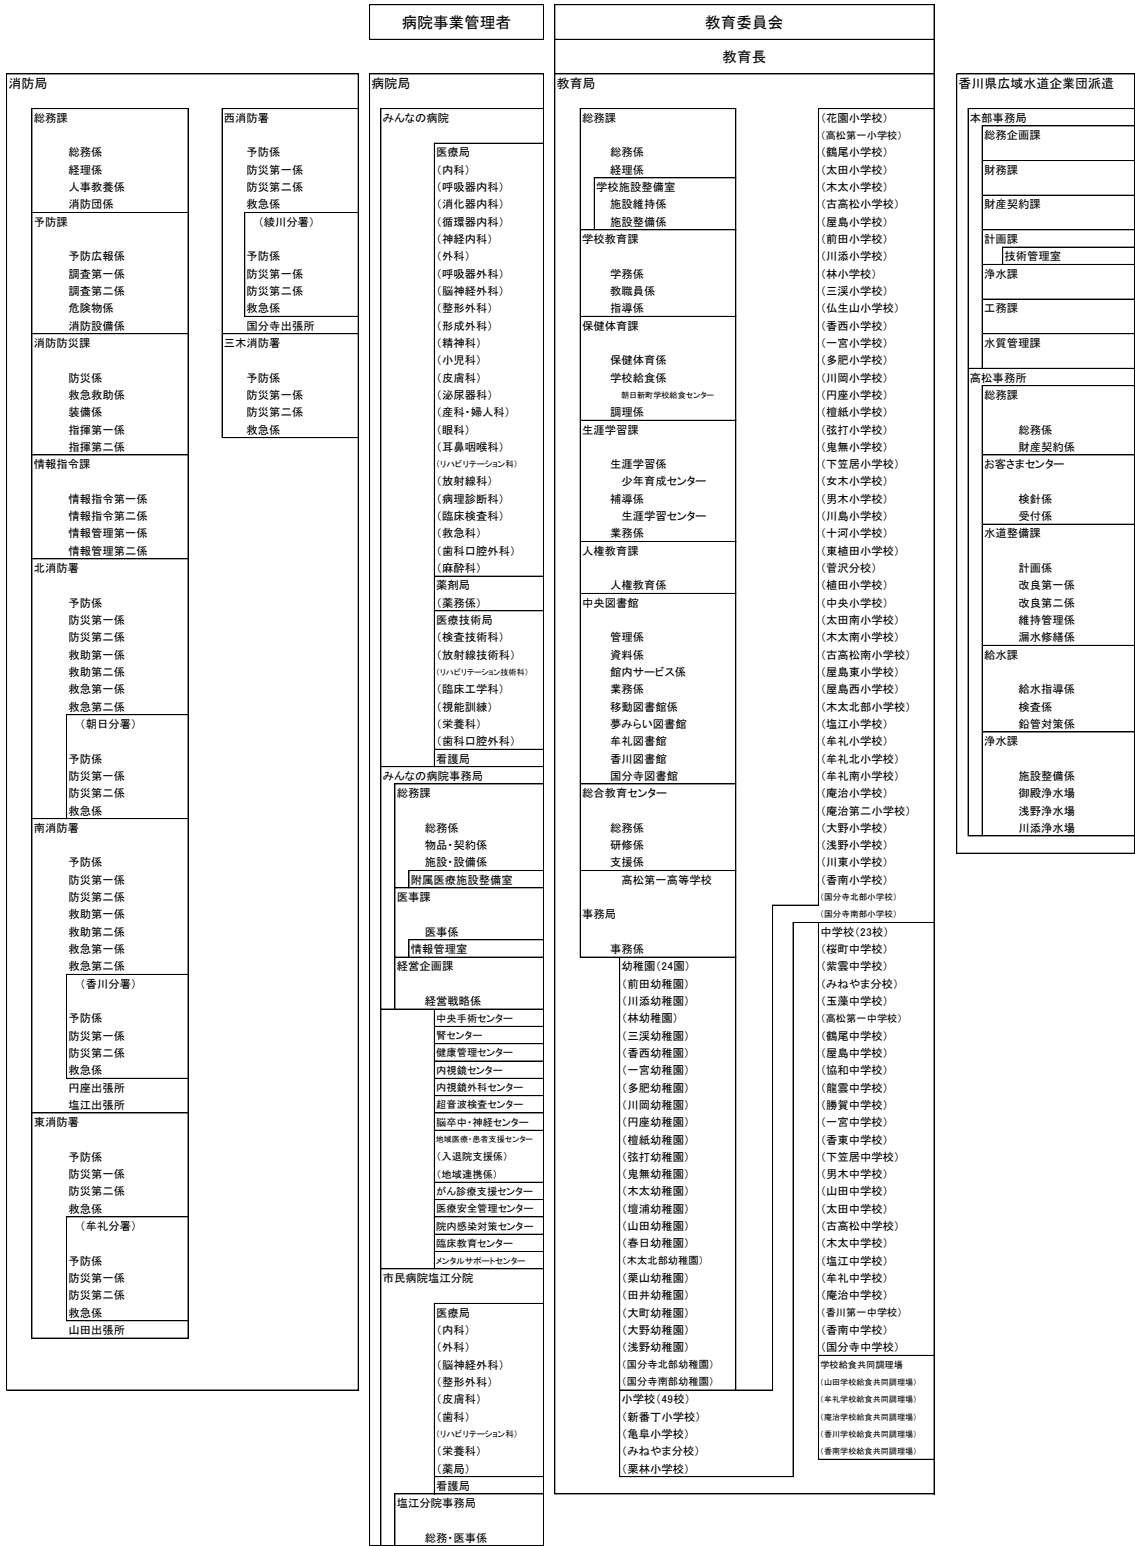 病院事業管理者
教育委員会
教育長
消防局
総務課
総務係
経理係
人事教養係
消防団係
予防課
予防広報係
調査第一係
調査第二係
危険物係
消防設備係
消防防災課
防災係
救急救助係
装備係
指揮第一係
指揮第二係
情報指令課
情報指令第一係
情報指令第二係
情報管理第一係
情報管理第二係
北消防署
予防係
防災第一係
防災第二係
救助第一係
救助第二係
救急第一係
救急第二係
(朝日分署)
予防係
防災第一係
防災第二係
救急係
南消防署
予防係
防災第一係
防災第二係
救助第一係
救助第二係
救急第一係
救急第二係
(香川分署)
予防係
防災第一係
防災第二係
救急係
円座出張所
塩江出張所
東消防署
予防係
防災第一係
防災第二係
救急係
(牟礼分署)
予防係
防災第一係
防災第二係
救急係
山田出張所
西消防署
予防係
防災第一係
防災第二係
救急係
(綾川分署)
予防係
防災第一係
防災第二係
救急係
国分寺出張所
三木消防署
予防係
防災第一係
防災第二係
救急係
病院局
みんなの病院
医療局
(内科)
(呼吸器内科)
(消化器内科)
(循環器内科)
(神経内科)
(外科)
(呼吸器外科)
(脳神経外科)
(整形外科)
(形成外科)
(精神科)
(小児科)
(皮膚科)
(泌尿器科)
(産科・婦人科)
(眼科)
(耳鼻咽喉科)
(リハビリテーション科)
(放射線科)
(病理診断科)
(臨床検査科)
(救急科)
(歯科口腔外科)
(麻酔科)
薬剤局
(薬務係)
医療技術局
(検査技術科)
(放射線技術科)
(リハビリテーション技術科)
(臨床工学科)
(視能訓練)
(栄養科)
(歯科口腔外科)
看護局
みんなの病院事務局
総務課
総務係
物品・契約係
施設・設備係
附属医療施設整備室
医事課
医事係
情報管理室
経営企画課
経営戦略係
中央手術センター
腎センター
健康管理センター
内視鏡センター
内視鏡外科センター
超音波検査センター
脳卒中・神経センター
地域医療・患者支援センター
(入退院支援係)
(地域連携係)
がん診療支援センター
医療安全管理センター
院内感染対策センター
臨床教育センター
メンタルサポートセンター
市民病院塩江分院
医療局
(内科)
(外科)
(脳神経外科)
(整形外科)
(皮膚科)
(歯科)
(リハビリテーション科)
(栄養科)
(薬局)
看護局
塩江分院事務局
総務・医事係
教育局
総務課
総務係
経理係
学校施設整備室
施設維持係
施設整備係
学校教育課
学務係
教職員係
指導係
保健体育課
保健体育係
学校給食係
朝日新町学校給食センター
調理係
生涯学習課
生涯学習係
少年育成センター
補導係
生涯学習センター
業務係
人権教育課
人権教育係
中央図書館
管理係
資料係
館内サービス係
業務係
移動図書館係
夢みらい図書館
牟礼図書館
香川図書館
国分寺図書館
総合教育センター
総務係
研修係
支援係
高松第一高等学校
事務局
事務係
幼稚園(24園)
(前田幼稚園)
(川添幼稚園)
(林幼稚園)
(三渓幼稚園)
(香西幼稚園)
(一宮幼稚園)
(多肥幼稚園)
(川岡幼稚園)
(円座幼稚園)
(檀紙幼稚園)
(弦打幼稚園)
(鬼無幼稚園)
(木太幼稚園)
(壇浦幼稚園)
(山田幼稚園)
(春日幼稚園)
(木太北部幼稚園)
(栗山幼稚園)
(田井幼稚園)
(大町幼稚園)
(大野幼稚園)
(浅野幼稚園)
(国分寺北部幼稚園)
(国分寺南部幼稚園)
小学校(49校)
(新番丁小学校)
(亀阜小学校)
(みねやま分校)
(栗林小学校)
(花園小学校)
(高松第一小学校)
(鶴尾小学校)
(太田小学校)
(木太小学校)
(古高松小学校)
(屋島小学校)
(前田小学校)
(川添小学校)
(林小学校)
(三渓小学校)
(仏生山小学校)
(香西小学校)
(一宮小学校)
(多肥小学校)
(川岡小学校)
(円座小学校)
(檀紙小学校)
(弦打小学校)
(鬼無小学校)
(下笠居小学校)
(女木小学校)
(男木小学校)
(川島小学校)
(十河小学校)
(東植田小学校)
(菅沢分校)
(植田小学校)
(中央小学校)
(太田南小学校)
(木太南小学校)
(古高松南小学校)
(屋島東小学校)
(屋島西小学校)
(木太北部小学校)
(塩江小学校)
(牟礼小学校)
(牟礼北小学校)
(牟礼南小学校)
(庵治小学校)
(庵治第二小学校)
(大野小学校)
(浅野小学校)
(川東小学校)
(香南小学校)
(国分寺北部小学校)
(国分寺南部小学校)
中学校(23校)
(桜町中学校)
(紫雲中学校)
(みねやま分校)
(玉藻中学校)
(高松第一中学校)
(鶴尾中学校)
(屋島中学校)
(協和中学校)
(龍雲中学校)
(勝賀中学校)
(一宮中学校)
(香東中学校)
(下笠居中学校)
(男木中学校)
(山田中学校)
(太田中学校)
(古高松中学校)
(木太中学校)
(塩江中学校)
(牟礼中学校)
(庵治中学校)
(香川第一中学校)
(香南中学校)
(国分寺中学校)
学校給食共同調理場
(山田学校給食共同調理場)
(牟礼学校給食共同調理場)
(庵治学校給食共同調理場)
(香川学校給食共同調理場)
(香南学校給食共同調理場)
香川県広域水道企業団派遣
本部事務局
総務企画課
財務課
財産契約課
計画課
技術管理室
浄水課
工務課
水質管理課
高松事務所
総務課
総務係
財産契約係
お客さまセンター
検針係
受付係
水道整備課
計画係
改良第一係
改良第二係
維持管理係
漏水修繕係
給水課
給水指導係
検査係
鉛管対策係
浄水課
施設整備係
御殿浄水場
浅野浄水場
川添浄水場